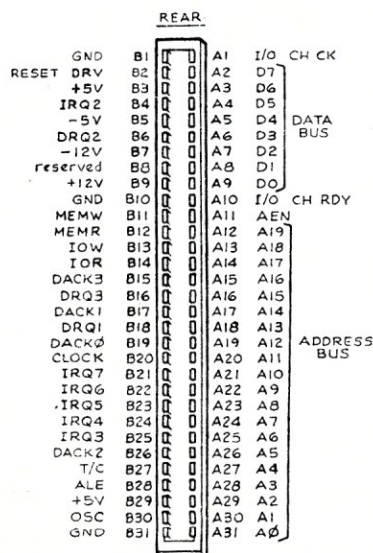 REAR
GND B1 A1 I/O CH CK
RESET DRV B2 A2 D7
+5V B3 A3 D6
IRQ2 B4 A4 D5
-5V B5 A5 D4 DATA
DRQ2 B6 A6 D3 BUS
-12V B7 A7 D2
reserved B8 A8 D1
+12V B9 A9 D0
GND B10 A10 I/O CH RDY
MEMW B11 A11 AEN
MEMR B12 A12 A19
IOW B13 A13 A18
IOR B14 A14 A17
DACK3 B15 A15 A16
DRQ3 B16 A16 A15
DACK1 B17 A17 A14
DRQ1 B18 A18 A13
DACKØ B19 A19 A12 ADDRESS
CLOCK B20 A20 A11 BUS
IRQ7 B21 A21 A10
IRQ6 B22 A22 A9
IRQ5 B23 A23 A8
IRQ4 B24 A24 A7
IRQ3 B25 A25 A6
DACK2 B26 A26 A5
T/C B27 A27 A4
ALE B28 A28 A3
+5V B29 A29 A2
OSC B30 A30 A1
GND B31 A31 AØ